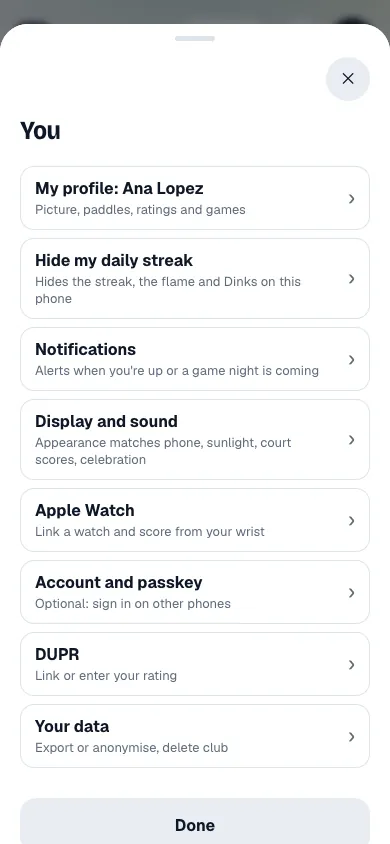 You
My profile: Ana Lopez
Picture, paddles, ratings and games
Hide my daily streak
Hides the streak, the flame and Dinks on this
phone
Notifications
Alerts when you're up or a game night is coming
Display and sound
Appearance matches phone, sunlight, court
scores, celebration
Apple Watch
Link a watch and score from your wrist
Account and passkey
Optional: sign in on other phones
DUPR
Link or enter your rating
Your data
Export or anonymise, delete club
Done